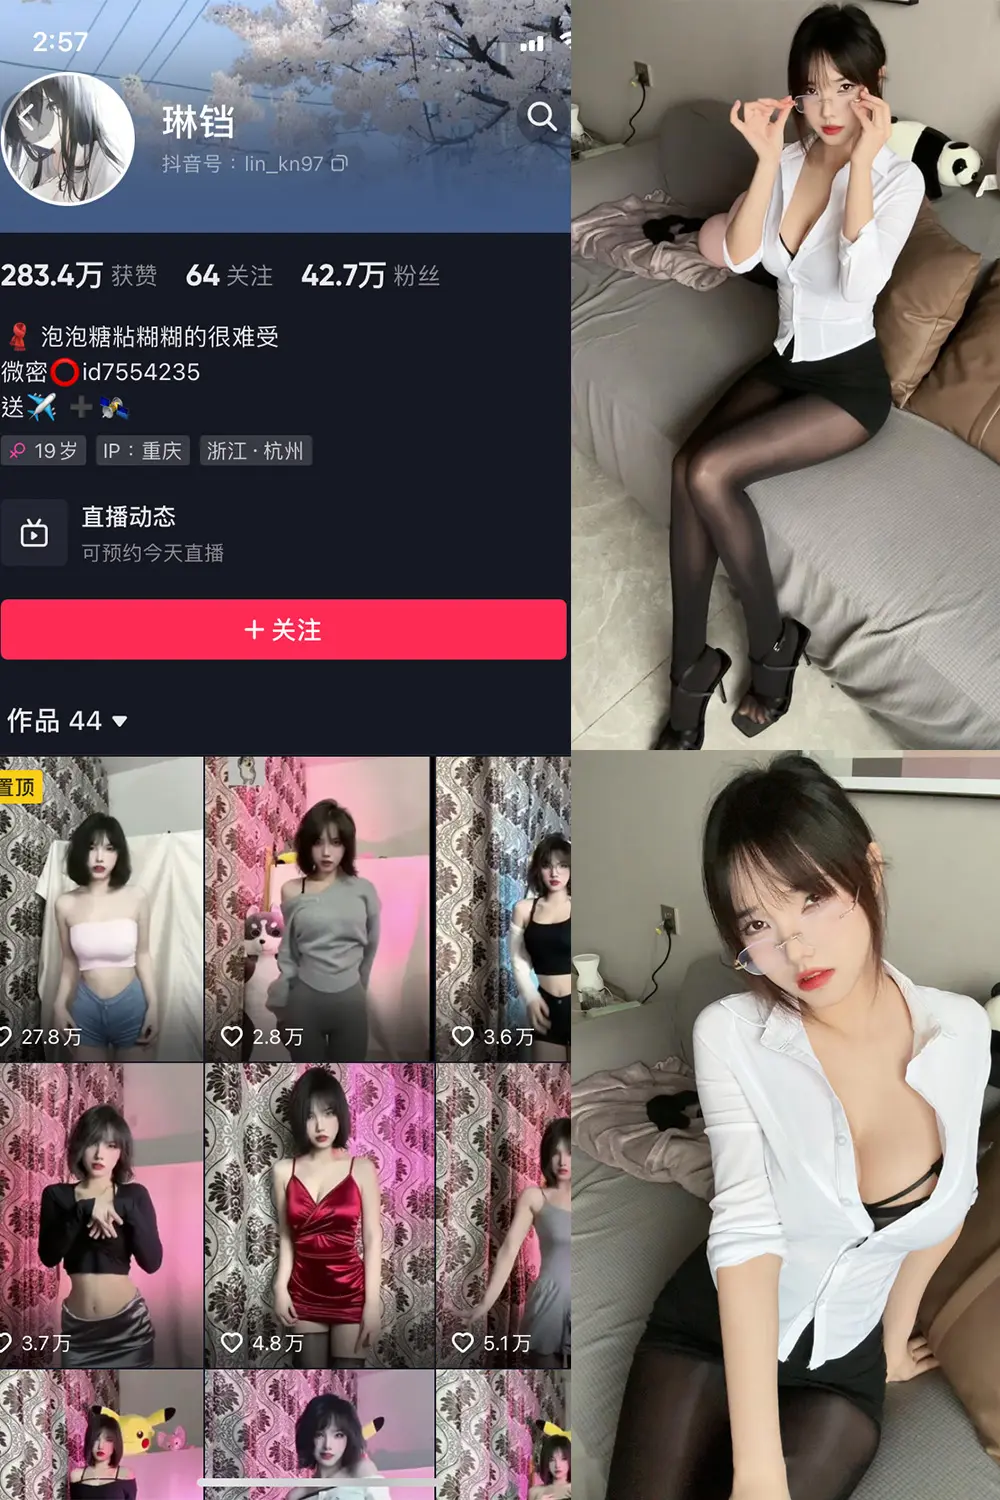 2:57
琳铛
抖音号：lin_kn97
283.4万 获赞 64 关注 42.7万 粉丝
泡泡糖粘糊糊的很难受
微密⭕id7554235
送✈️➕🛰️
19岁 IP：重庆 浙江·杭州
直播动态
可预约今天直播
+ 关注
作品 44
置顶
27.8万 2.8万 3.6万
3.7万 4.8万 5.1万